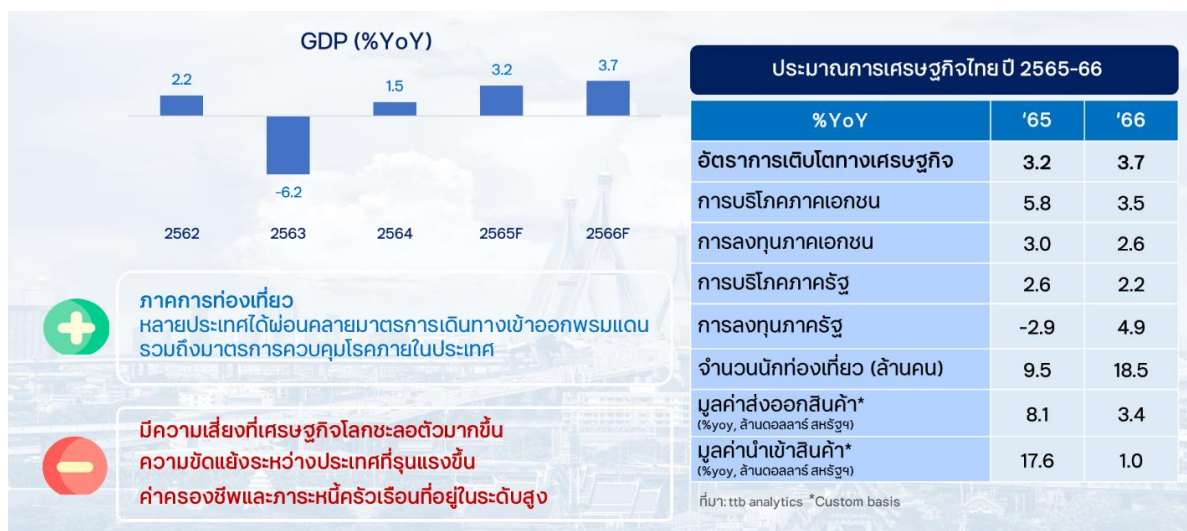 GDP (%YoY)
2.2
-6.2
1.5
3.2
3.7
2562 2563 2564 2565F 2566F
ภาคการท่องเที่ยว
หลายประเทศได้ผ่อนคลายมาตรการเดินทางเข้าออกพรมแดน
รวมถึงมาตรการควบคุมโรคภายในประเทศ
มีความเสี่ยงที่เศรษฐกิจโลกชะลอตัวมากขึ้น
ความขัดแย้งระหว่างประเทศที่รุนแรงขึ้น
ค่าครองชีพและภาระหนี้ครัวเรือนที่อยู่ในระดับสูง
ประมาณการเศรษฐกิจไทย ปี 2565-66
%YoY ‘65 ‘66
อัตราการเติบโตทางเศรษฐกิจ 3.2 3.7
การบริโภคภาคเอกชน 5.8 3.5
การลงทุนภาคเอกชน 3.0 2.6
การบริโภคภาครัฐ 2.6 2.2
การลงทุนภาครัฐ -2.9 4.9
จำนวนนักท่องเที่ยว (ล้านคน) 9.5 18.5
มูลค่าส่งออกสินค้า* 8.1 3.4
(%yoy, ล้านดอลลาร์ สหรัฐฯ)
มูลค่านำเข้าสินค้า* 17.6 1.0
(%yoy, ล้านดอลลาร์ สหรัฐฯ)
ที่มา: ttb analytics *Custom basis